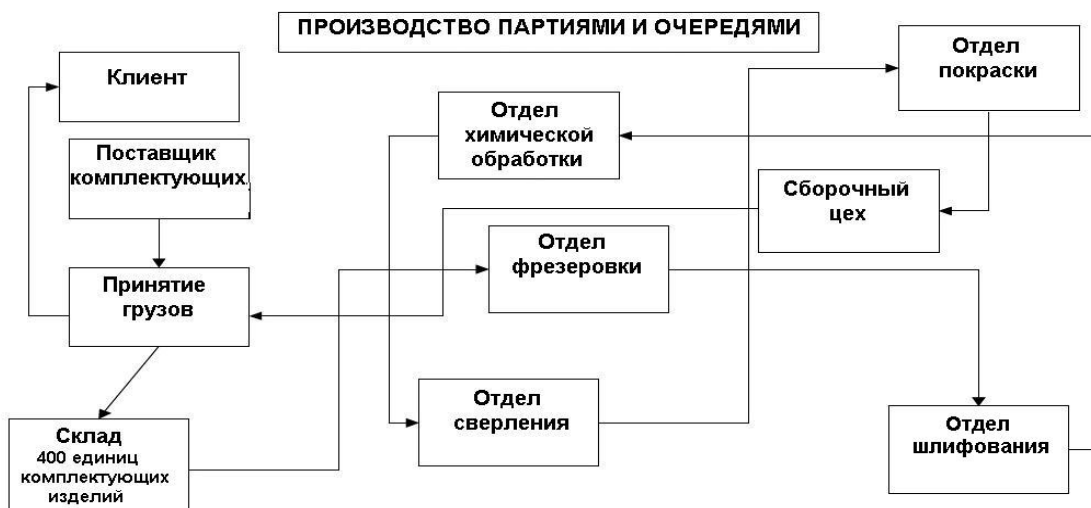 ПРОИЗВОДСТВО ПАРТИЯМИ И ОЧЕРЕДЯМИ
Клиент
Поставщик
комплектующих
Принятие
грузов
Склад
400 единиц
комплектующих
изделий
Отдел
химической
обработки
Отдел
фрезеровки
Отдел
сверления
Отдел
покраски
Сборочный
цех
Отдел
шлифования